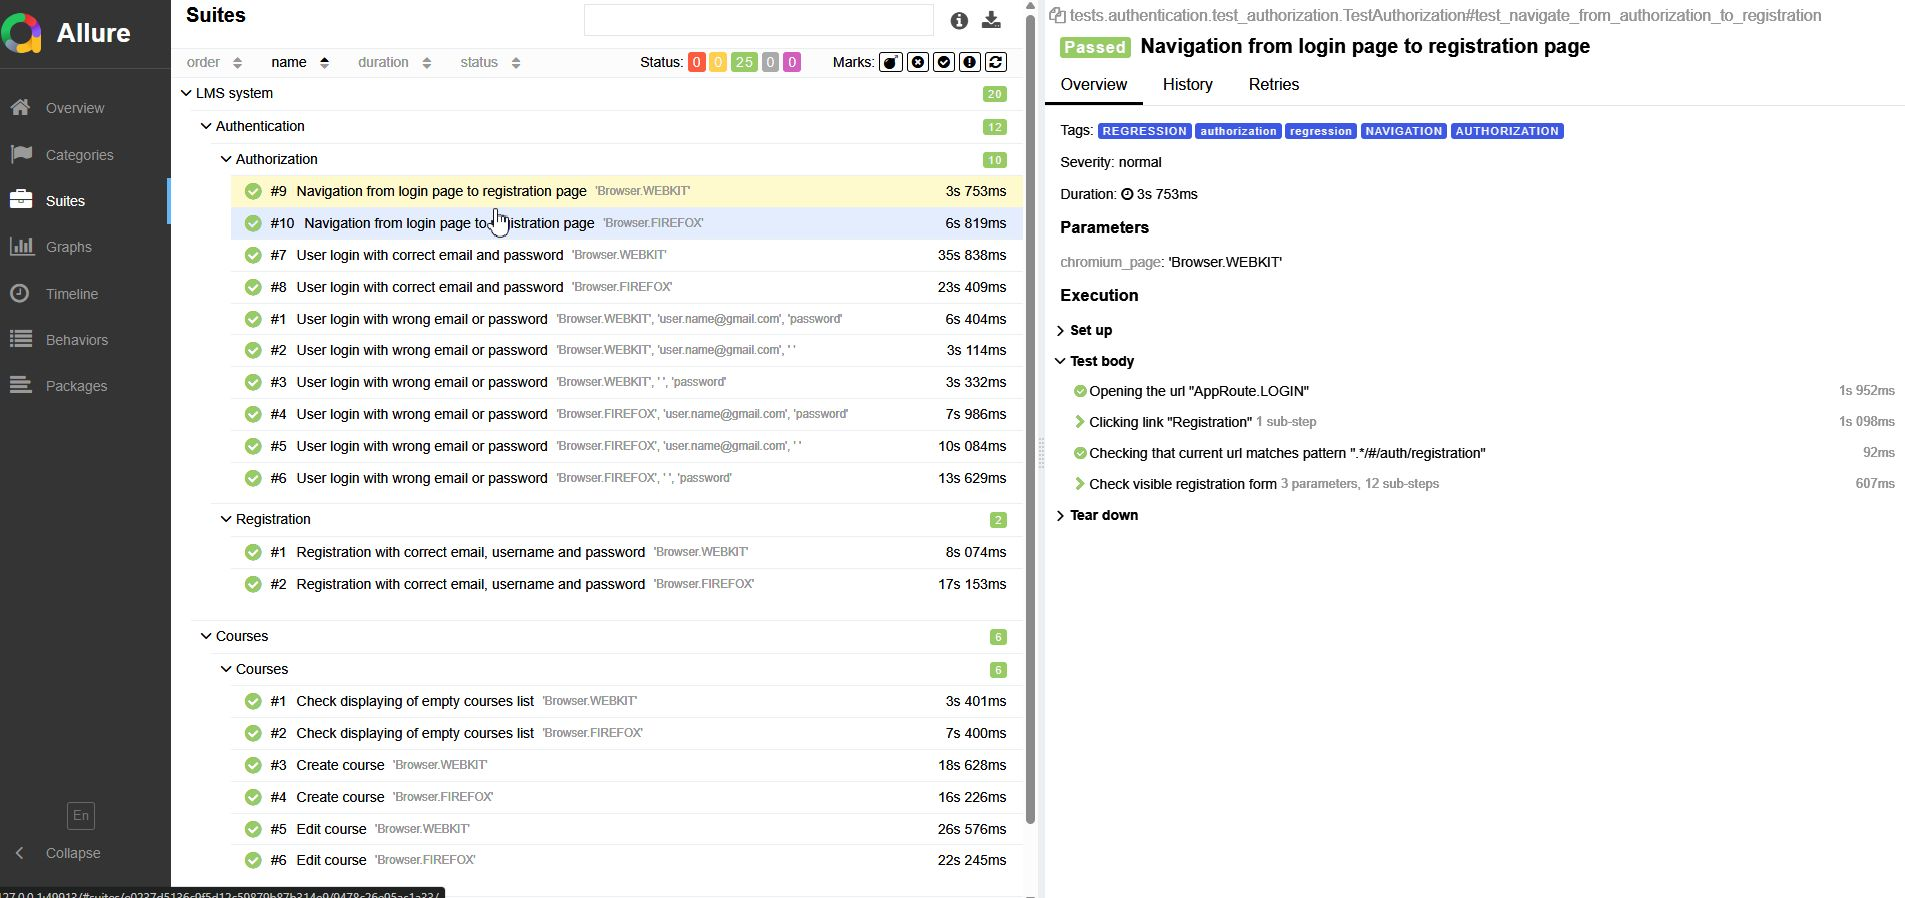 Allure
Overview
Categories
Suites
Graphs
Timeline
Behaviors
Packages
En
Collapse
Suites
order name duration status Status: 0 0 25 0 0 Marks:
LMS system 20
Authentication 12
Authorization 10
#9 Navigation from login page to registration page 'Browser.WEBKIT' 3s 753ms
#10 Navigation from login page to istration page 'Browser.FIREFOX' 6s 819ms
#7 User login with correct email and password 'Browser.WEBKIT' 35s 838ms
#8 User login with correct email and password 'Browser.FIREFOX' 23s 409ms
#1 User login with wrong email or password 'Browser.WEBKIT', 'user.name@gmail.com', 'password' 6s 404ms
#2 User login with wrong email or password 'Browser.WEBKIT', 'user.name@gmail.com', ' ' 3s 114ms
#3 User login with wrong email or password 'Browser.WEBKIT', ' ', 'password' 3s 332ms
#4 User login with wrong email or password 'Browser.FIREFOX', 'user.name@gmail.com', 'password' 7s 986ms
#5 User login with wrong email or password 'Browser.FIREFOX', 'user.name@gmail.com', ' ' 10s 084ms
#6 User login with wrong email or password 'Browser.FIREFOX', ' ', 'password' 13s 629ms
Registration 2
#1 Registration with correct email, username and password 'Browser.WEBKIT' 8s 074ms
#2 Registration with correct email, username and password 'Browser.FIREFOX' 17s 153ms
Courses 6
Courses 6
#1 Check displaying of empty courses list 'Browser.WEBKIT' 3s 401ms
#2 Check displaying of empty courses list 'Browser.FIREFOX' 7s 400ms
#3 Create course 'Browser.WEBKIT' 18s 628ms
#4 Create course 'Browser.FIREFOX' 16s 226ms
#5 Edit course 'Browser.WEBKIT' 26s 576ms
#6 Edit course 'Browser.FIREFOX' 22s 245ms
tests.authentication.test_authorization.TestAuthorization#test_navigate_from_authorization_to_registration
Passed Navigation from login page to registration page
Overview History Retries
Tags: REGRESSION authorization regression NAVIGATION AUTHORIZATION
Severity: normal
Duration: 3s 753ms
Parameters
chromium_page: 'Browser.WEBKIT'
Execution
Set up
Test body
Opening the url "AppRoute.LOGIN" 1s 952ms
Clicking link "Registration" 1 sub-step 1s 098ms
Checking that current url matches pattern ".*/#/auth/registration" 92ms
Check visible registration form 3 parameters, 12 sub-steps 607ms
Tear down